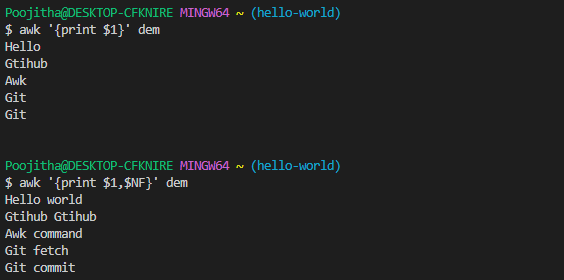 Poojitha@DESKTOP-CFKNIRE MINGW64 ~ (hello-world)
$ awk '{print $1}' dem
Hello
Gtihub
Awk
Git
Git
Poojitha@DESKTOP-CFKNIRE MINGW64 ~ (hello-world)
$ awk '{print $1,$NF}' dem
Hello world
Gtihub Gtihub
Awk command
Git fetch
Git commit